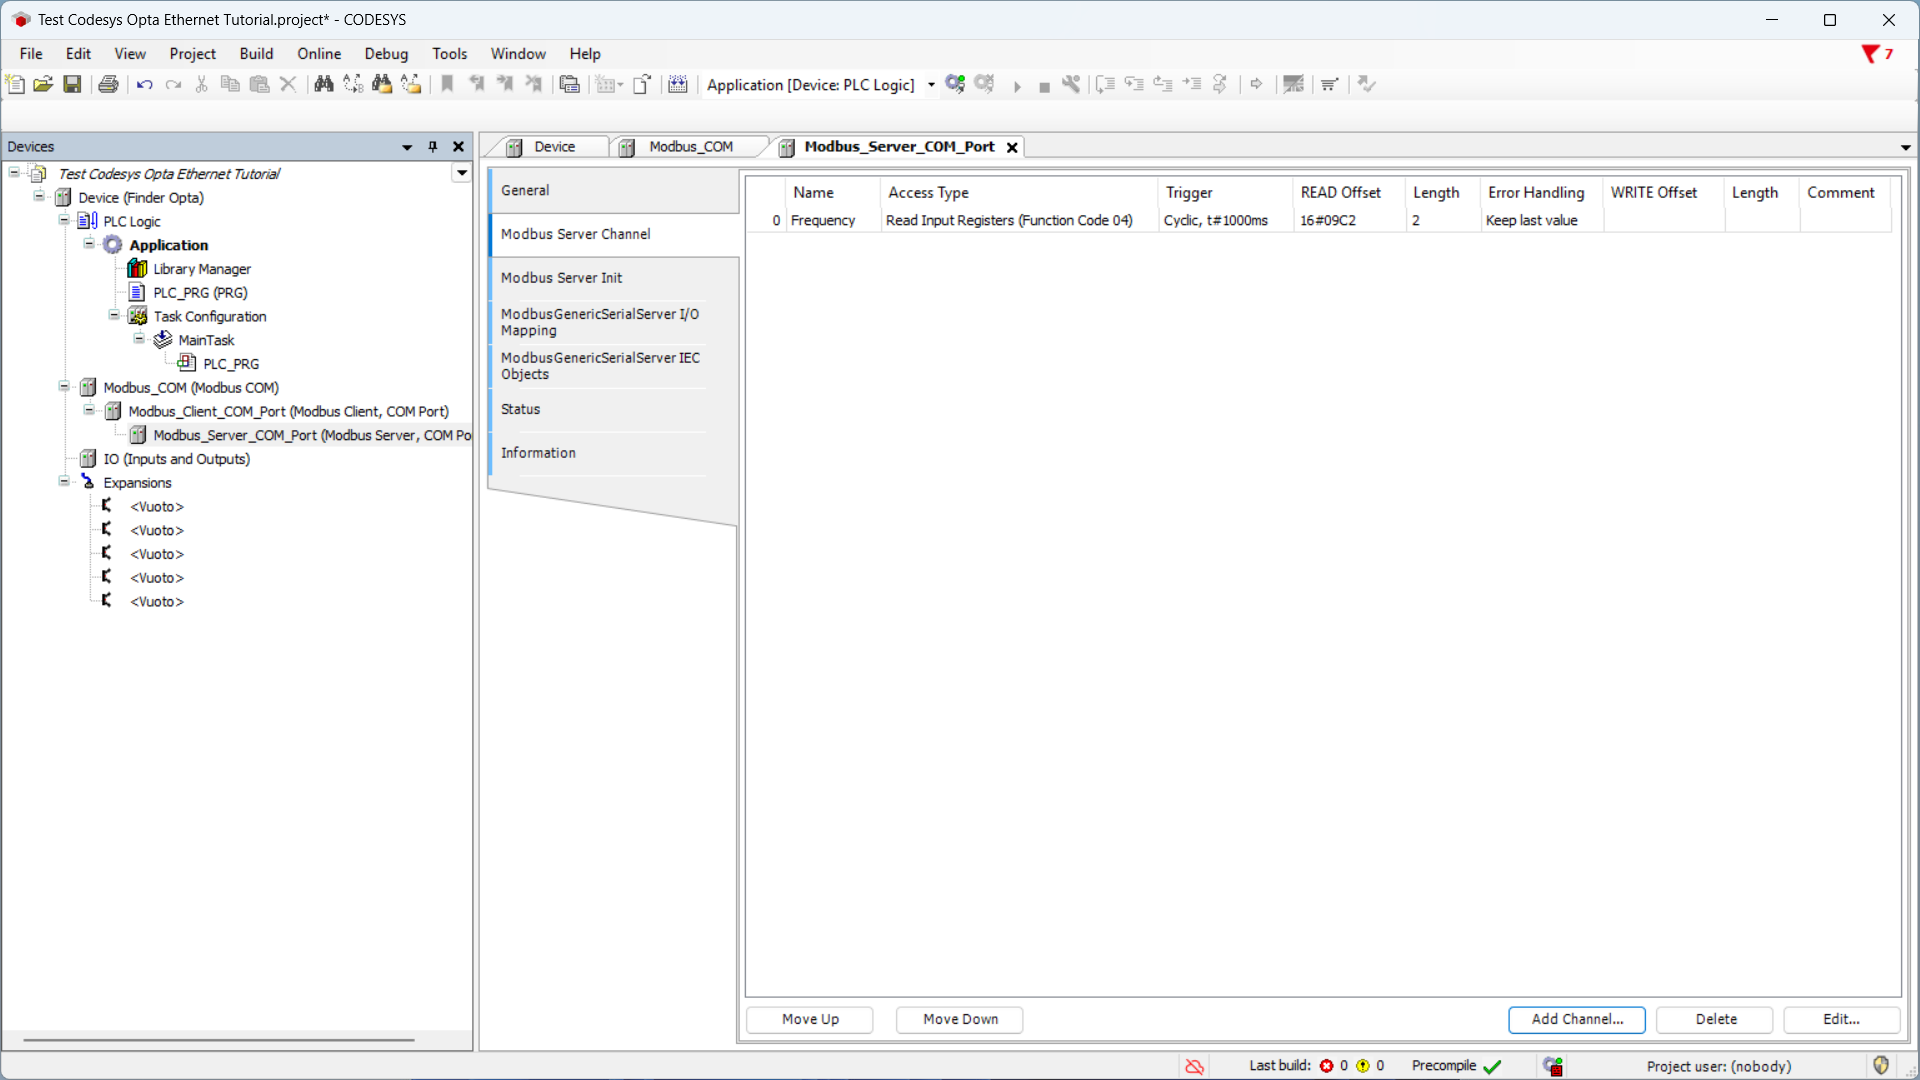 Test Codesys Opta Ethernet Tutorial.project* - CODESYS
File Edit View Project Build Online Debug Tools Window Help
7
Application [Device: PLC Logic]
Devices
Test Codesys Opta Ethernet Tutorial
Device (Finder Opta)
PLC Logic
Application
Library Manager
PLC_PRG (PRG)
Task Configuration
MainTask
PLC_PRG
Modbus_COM (Modbus COM)
Modbus_Client_COM_Port (Modbus Client, COM Port)
Modbus_Server_COM_Port (Modbus Server, COM Po
IO (Inputs and Outputs)
Expansions
<Vuoto>
<Vuoto>
<Vuoto>
<Vuoto>
<Vuoto>
Device Modbus_COM Modbus_Server_COM_Port
General
Modbus Server Channel
Modbus Server Init
ModbusGenericSerialServer I/O
Mapping
ModbusGenericSerialServer IEC
Objects
Status
Information
Name Access Type Trigger READ Offset Length Error Handling WRITE Offset Length Comment
0 Frequency Read Input Registers (Function Code 04) Cyclic, t#1000ms 16#09C2 2 Keep last value
Move Up Move Down Add Channel... Delete Edit...
Last build: 0 0 Precompile Project user: (nobody)